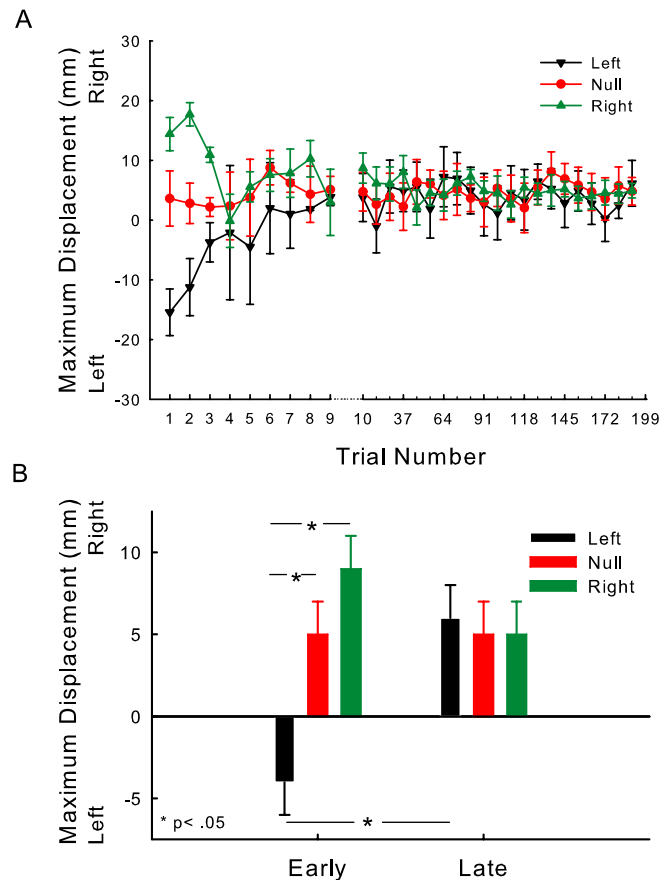 A
Maximum Displacement (mm)
Left
Right
30
20
10
0
-10
-20
-30
Left
Null
Right
1 2 3 4 5 6 7 8 9 10 37 64 91 118 145 172 199
Trial Number
B
Maximum Displacement (mm)
Left
Right
10
5
0
-5
Left
Null
Right
*
*
*
* p< .05
Early Late